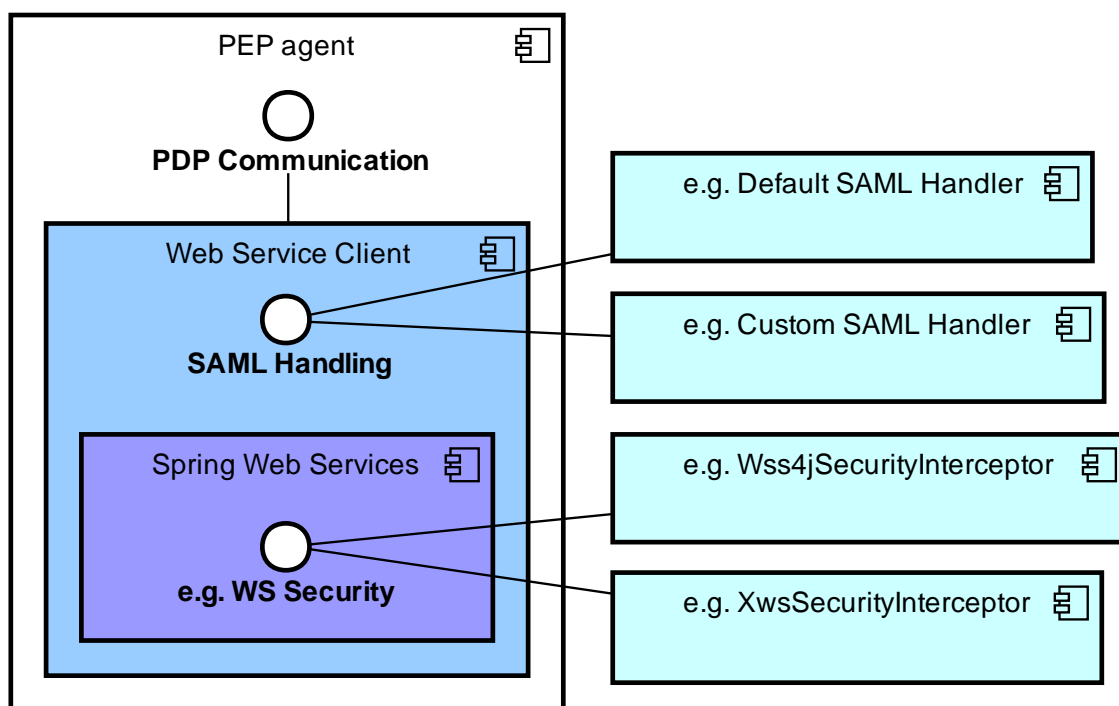 PEP agent
PDP Communication
Web Service Client
SAML Handling
Spring Web Services
e.g. WS Security
e.g. Default SAML Handler
e.g. Custom SAML Handler
e.g. Wss4jSecurityInterceptor
e.g. XwsSecurityInterceptor